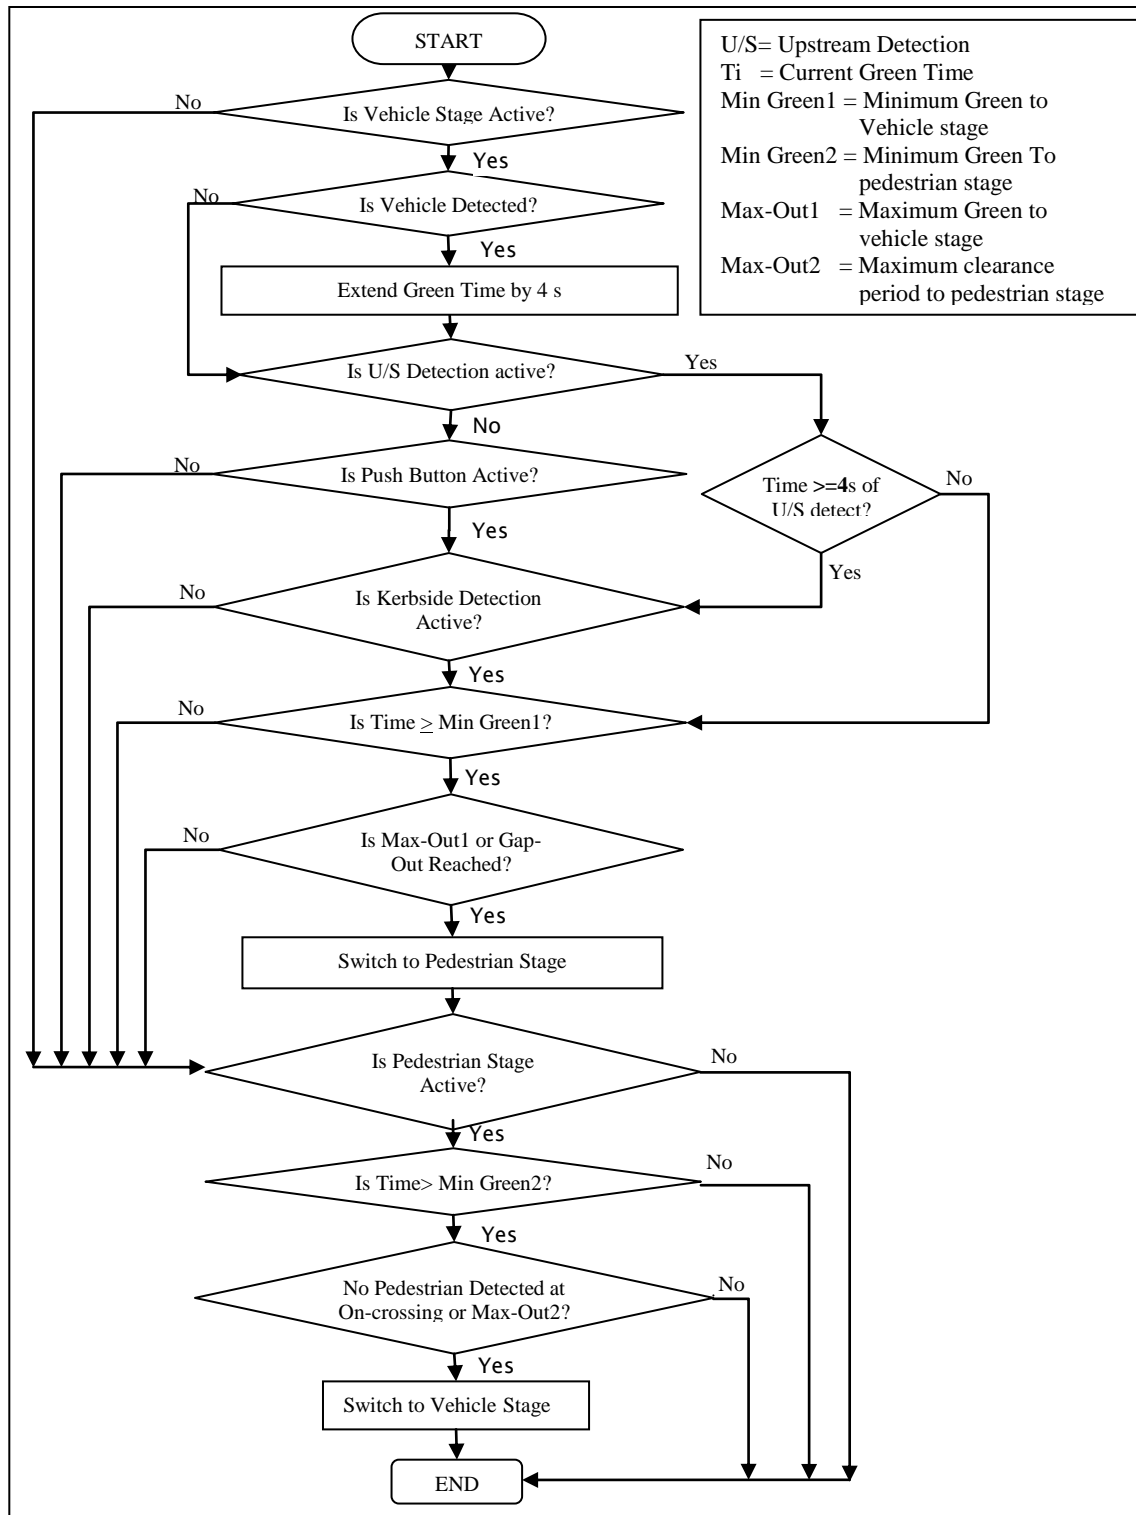 START
U/S= Upstream Detection
Ti = Current Green Time
Min Green1 = Minimum Green to
Vehicle stage
Min Green2 = Minimum Green To
pedestrian stage
Max-Out1 = Maximum Green to
vehicle stage
Max-Out2 = Maximum clearance
period to pedestrian stage
No
Is Vehicle Stage Active?
Yes
No
Is Vehicle Detected?
Yes
Extend Green Time by 4 s
Is U/S Detection active?
Yes
No
No
Is Push Button Active?
Time >=4s of
U/S detect?
No
Yes
Yes
No
Is Kerbside Detection
Active?
Yes
No
Is Time ≥ Min Green1?
Yes
No
Is Max-Out1 or Gap-
Out Reached?
Yes
Switch to Pedestrian Stage
Is Pedestrian Stage
Active?
No
Yes
Is Time> Min Green2?
No
Yes
No Pedestrian Detected at
On-crossing or Max-Out2?
No
Yes
Switch to Vehicle Stage
END